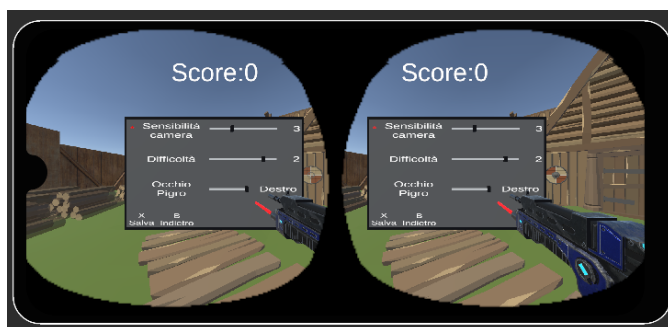 Score:0
Sensibilità
camera
3
Difficoltà
2
Occhio
Pigro
Destro
X
Salva
B
Indietro
Score:0
Sensibilità
camera
3
Difficoltà
2
Occhio
Pigro
Destro
X
Salva
B
Indietro